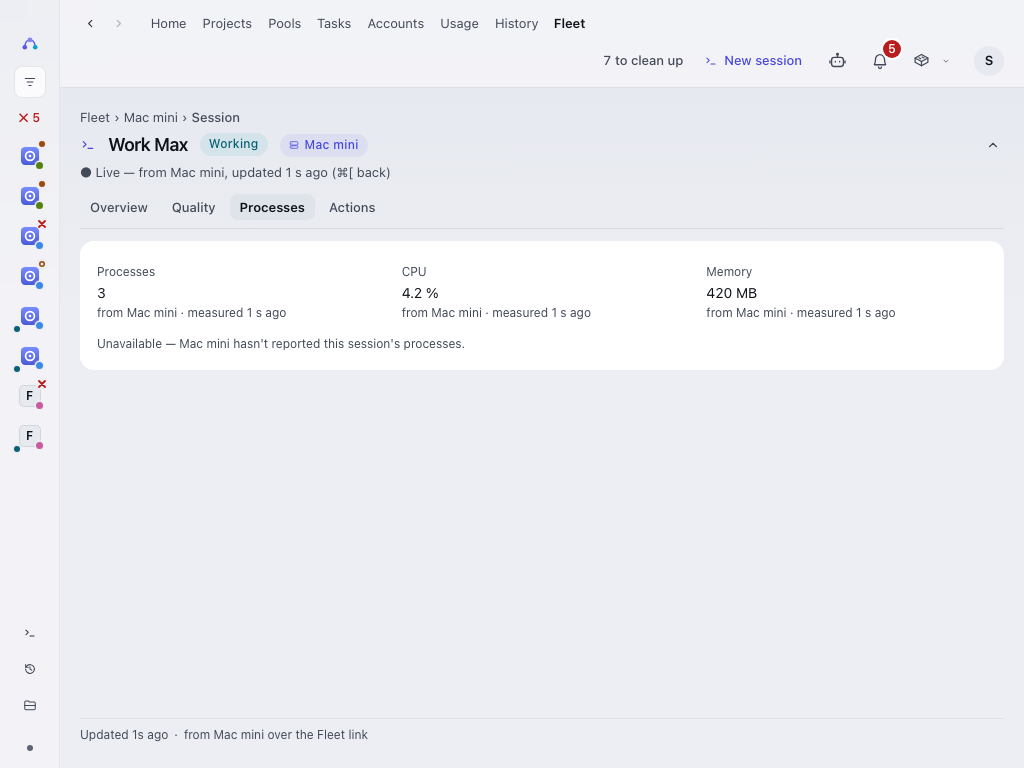 Home Projects Pools Tasks Accounts Usage History Fleet
7 to clean up New session 5 S
5
Fleet › Mac mini › Session
Work Max Working Mac mini
Live — from Mac mini, updated 1 s ago (⌘[ back)
Overview Quality Processes Actions
Processes CPU Memory
3 4.2 % 420 MB
from Mac mini · measured 1 s ago from Mac mini · measured 1 s ago from Mac mini · measured 1 s ago
Unavailable — Mac mini hasn't reported this session's processes.
F
F
Updated 1s ago · from Mac mini over the Fleet link